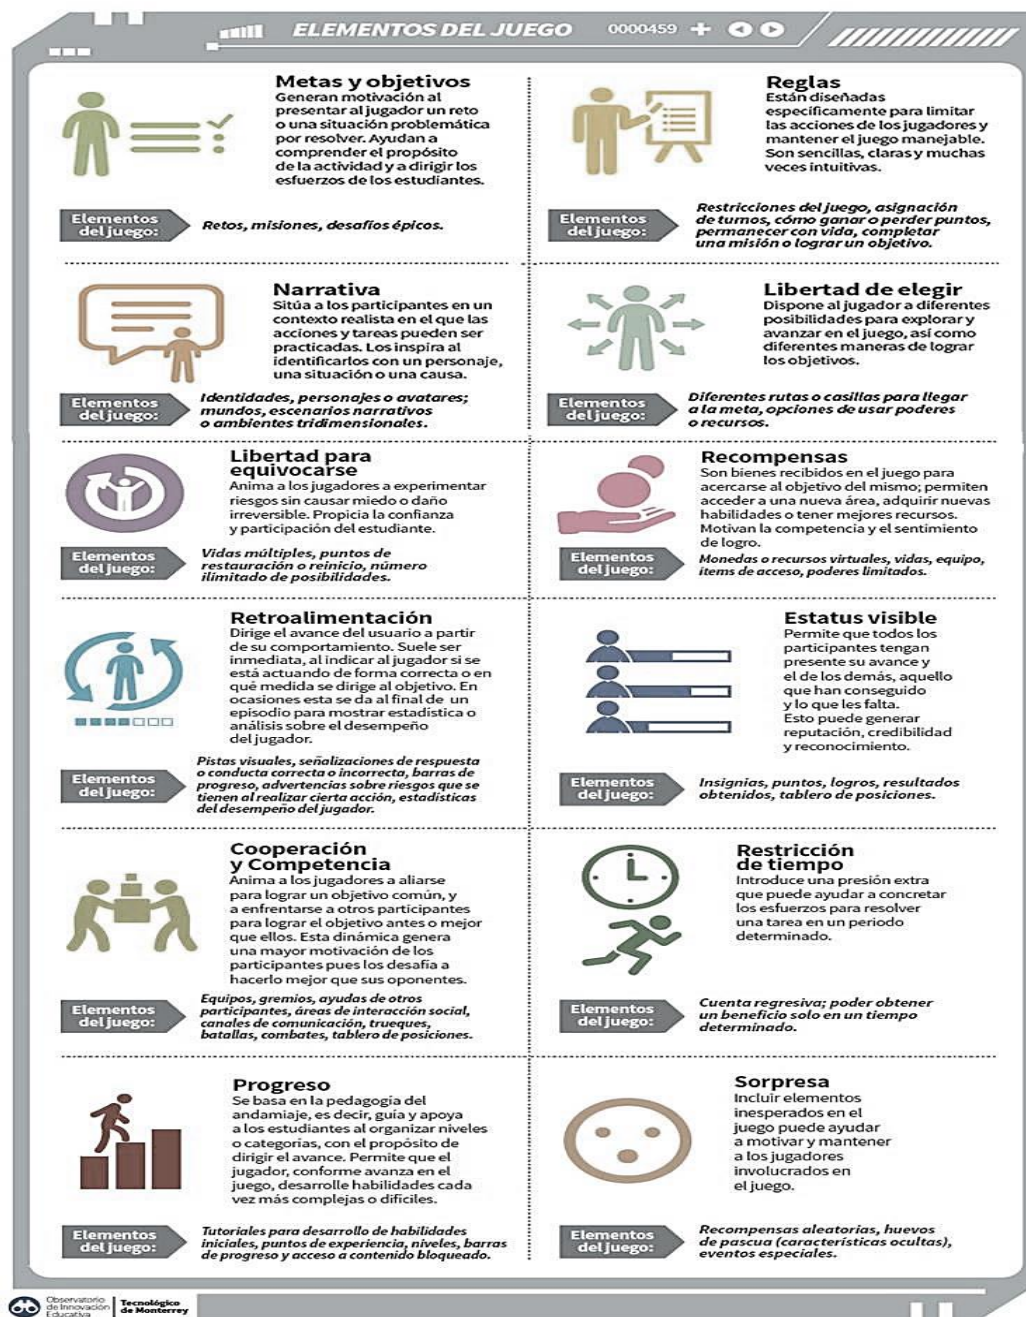 ELEMENTOS DEL JUEGO
0000459
Metas y objetivos
Generan motivación al
presentar al jugador un reto
o una situación problemática
por resolver. Ayudan a
comprender el propósito
de la actividad y a dirigir los
esfuerzos de los estudiantes.
Elementos
del juego:
Retos, misiones, desafíos épicos.
Reglas
Están diseñadas
específicamente para limitar
las acciones de los jugadores y
mantener el juego manejable.
Son sencillas, claras y muchas
veces intuitivas.
Elementos
del juego:
Restricciones del juego, asignación
de turnos, cómo ganar o perder puntos,
permanecer con vida, completar
una misión o lograr un objetivo.
Narrativa
Sitúa a los participantes en un
contexto realista en el que las
acciones y tareas pueden ser
practicadas. Los inspira al
identificarlos con un personaje,
una situación o una causa.
Elementos
del juego:
Identidades, personajes o avatares;
mundos, escenarios narrativos
o ambientes tridimensionales.
Libertad de elegir
Dispone al jugador a diferentes
posibilidades para explorar y
avanzar en el juego, así como
diferentes maneras de lograr
los objetivos.
Elementos
del juego:
Diferentes rutas o casillas para llegar
a la meta, opciones de usar poderes
o recursos.
Libertad para
equivocarse
Anima a los jugadores a experimentar
riesgos sin causar miedo o daño
irreversible. Propicia la confianza
y participación del estudiante.
Elementos
del juego:
Vidas múltiples, puntos de
restauración o reinicio, número
ilimitado de posibilidades.
Recompensas
Son bienes recibidos en el juego para
acercarse al objetivo del mismo; permiten
acceder a una nueva área, adquirir nuevas
habilidades o tener mejores recursos.
Motivan la competencia y el sentimiento
de logro.
Elementos
del juego:
Monedas o recursos virtuales, vidas, equipo,
items de acceso, poderes limitados.
Retroalimentación
Dirige el avance del usuario a partir
de su comportamiento. Suele ser
inmediata, al indicar al jugador si se
está actuando de forma correcta o en
qué medida se dirige al objetivo. En
ocasiones esta se da al final de un
episodio para mostrar estadística o
análisis sobre el desempeño
del jugador.
Elementos
del juego:
Pistas visuales, señalizaciones de respuesta
o conducta correcta o incorrecta, barras de
progreso, advertencias sobre riesgos que se
tienen al realizar cierta acción, estadísticas
del desempeño del jugador.
Estatus visible
Permite que todos los
participantes tengan
presente su avance y
el de los demás, aquello
que han conseguido
y lo que les falta.
Esto puede generar
reputación, credibilidad
y reconocimiento.
Elementos
del juego:
Insignias, puntos, logros, resultados
obtenidos, tablero de posiciones.
Cooperación
y Competencia
Anima a los jugadores a aliarse
para lograr un objetivo común, y
a enfrentarse a otros participantes
para lograr el objetivo antes o mejor
que ellos. Esta dinámica genera
una mayor motivación de los
participantes pues los desafía a
hacerlo mejor que sus oponentes.
Elementos
del juego:
Equipos, gremios, ayudas de otros
participantes, áreas de interacción social,
canales de comunicación, trueques,
batallas, combates, tablero de posiciones.
Restricción
de tiempo
Introduce una presión extra
que puede ayudar a concretar
los esfuerzos para resolver
una tarea en un periodo
determinado.
Elementos
del juego:
Cuenta regresiva; poder obtener
un beneficio solo en un tiempo
determinado.
Progreso
Se basa en la pedagogía del
andamiaje, es decir, guía y apoya
a los estudiantes al organizar niveles
o categorías, con el propósito de
dirigir el avance. Permite que el
jugador, conforme avanza en el
juego, desarrolle habilidades cada
vez más complejas o difíciles.
Elementos
del juego:
Tutoriales para desarrollo de habilidades
iniciales, puntos de experiencia, niveles, barras
de progreso y acceso a contenido bloqueado.
Sorpresa
Incluir elementos
inesperados en el
juego puede ayudar
a motivar y mantener
a los jugadores
involucrados en
el juego.
Elementos
del juego:
Recompensas aleatorias, huevos
de pascua (características ocultas),
eventos especiales.
Observatorio
de Innovación
Educativa
Tecnológico
de Monterrey